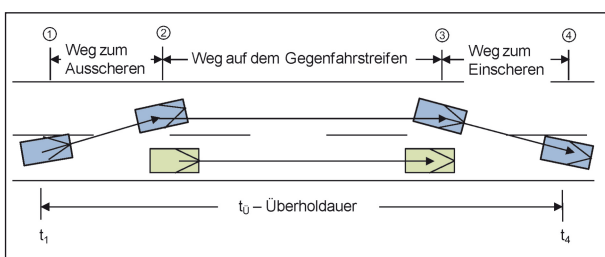 ① ② ③ ④
Weg zum
Ausscheren
Weg auf dem Gegenfahrstreifen
Weg zum
Einscheren
tÜ – Überholdauer
t1 t4